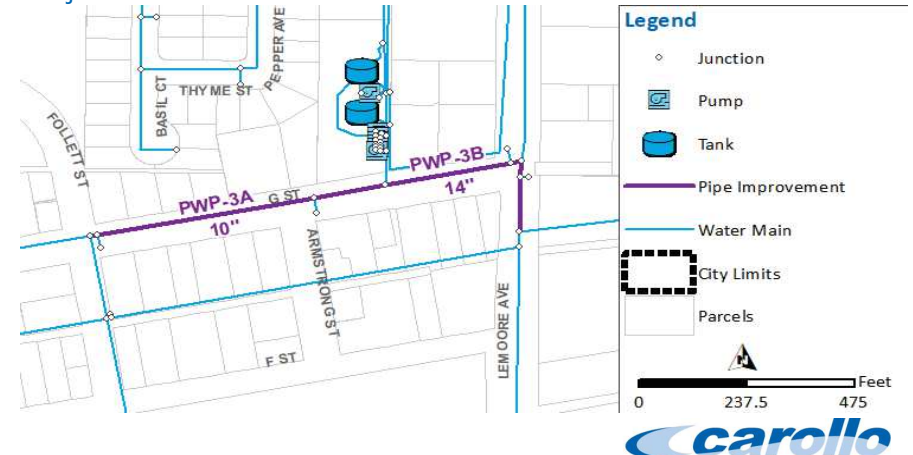 PEPPER AVE
THYME ST
BASIL CT
FOLLETT ST
PWP-3B
14"
PWP-3A
10"
G ST
ARMSTRONG ST
LEMOORE AVE
F ST
Legend
Junction
Pump
Tank
Pipe Improvement
Water Main
City Limits
Parcels
N
Feet
0 237.5 475
carollo